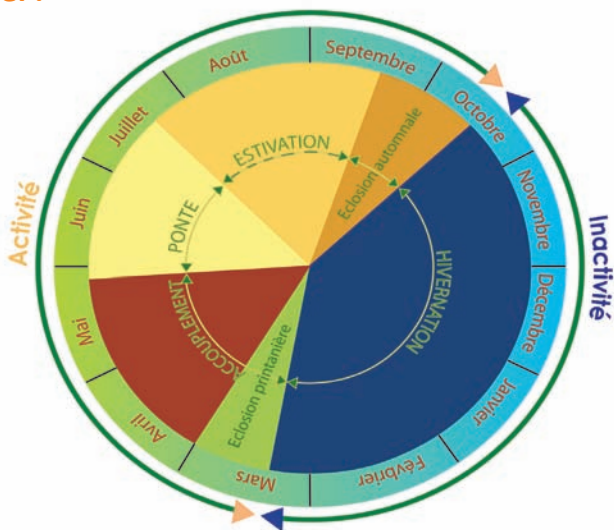 Septembre
Octobre
Novembre
Décembre
Janvier
Février
Mars
Avril
Mai
Juin
Juillet
Août
Activité
Inactivité
ESTIVATION
Eclosion automnale
HIVERNATION
Eclosion printanière
ACCOUPLEMENT
PONTE